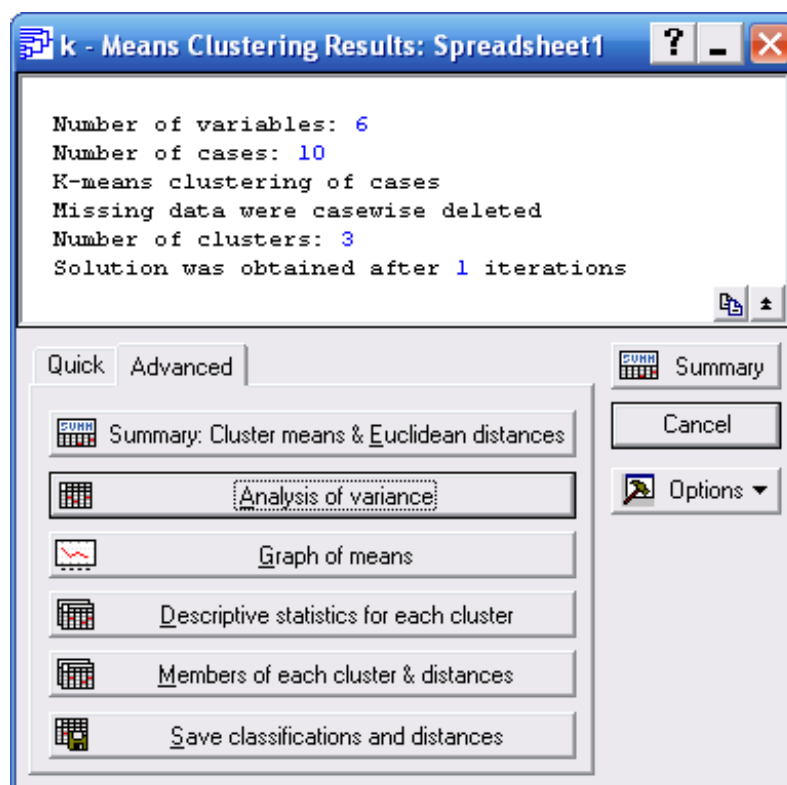 k - Means Clustering Results: Spreadsheet1
Number of variables: 6
Number of cases: 10
K-means clustering of cases
Missing data were casewise deleted
Number of clusters: 3
Solution was obtained after 1 iterations
Quick
Advanced
SUMM
Summary
SUMM
Summary: Cluster means & Euclidean distances
Cancel
Analysis of variance
Options
Graph of means
Descriptive statistics for each cluster
Members of each cluster & distances
Save classifications and distances